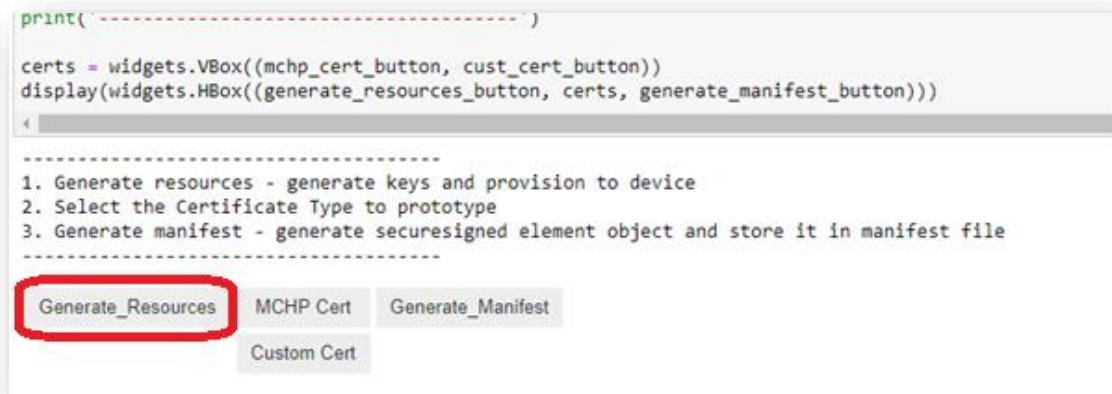 print('--------------------------------------')
certs = widgets.VBox((mchp_cert_button, cust_cert_button))
display(widgets.HBox((generate_resources_button, certs, generate_manifest_button)))
--------------------------------------
1. Generate resources - generate keys and provision to device
2. Select the Certificate Type to prototype
3. Generate manifest - generate securesigned element object and store it in manifest file
--------------------------------------
Generate_Resources MCHP Cert Generate_Manifest
Custom Cert